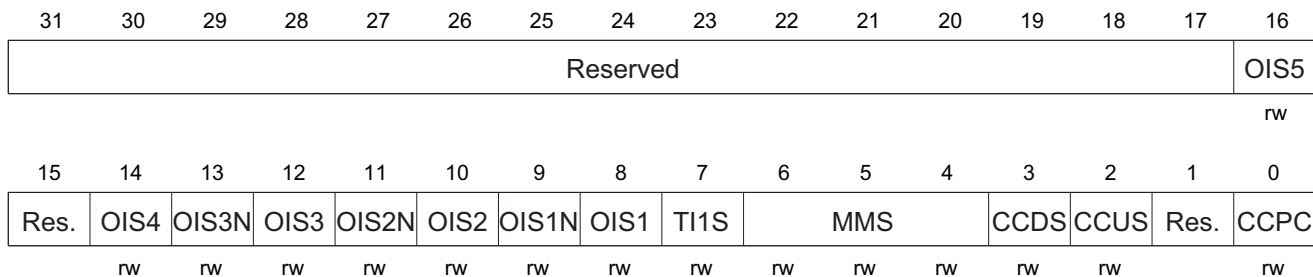 31 30 29 28 27 26 25 24 23 22 21 20 19 18 17 16
Reserved OIS5
rw
15 14 13 12 11 10 9 8 7 6 5 4 3 2 1 0
Res. OIS4 OIS3N OIS3 OIS2N OIS2 OIS1N OIS1 TI1S MMS CCDS CCUS Res. CCPC
rw rw rw rw rw rw rw rw rw rw rw rw rw rw